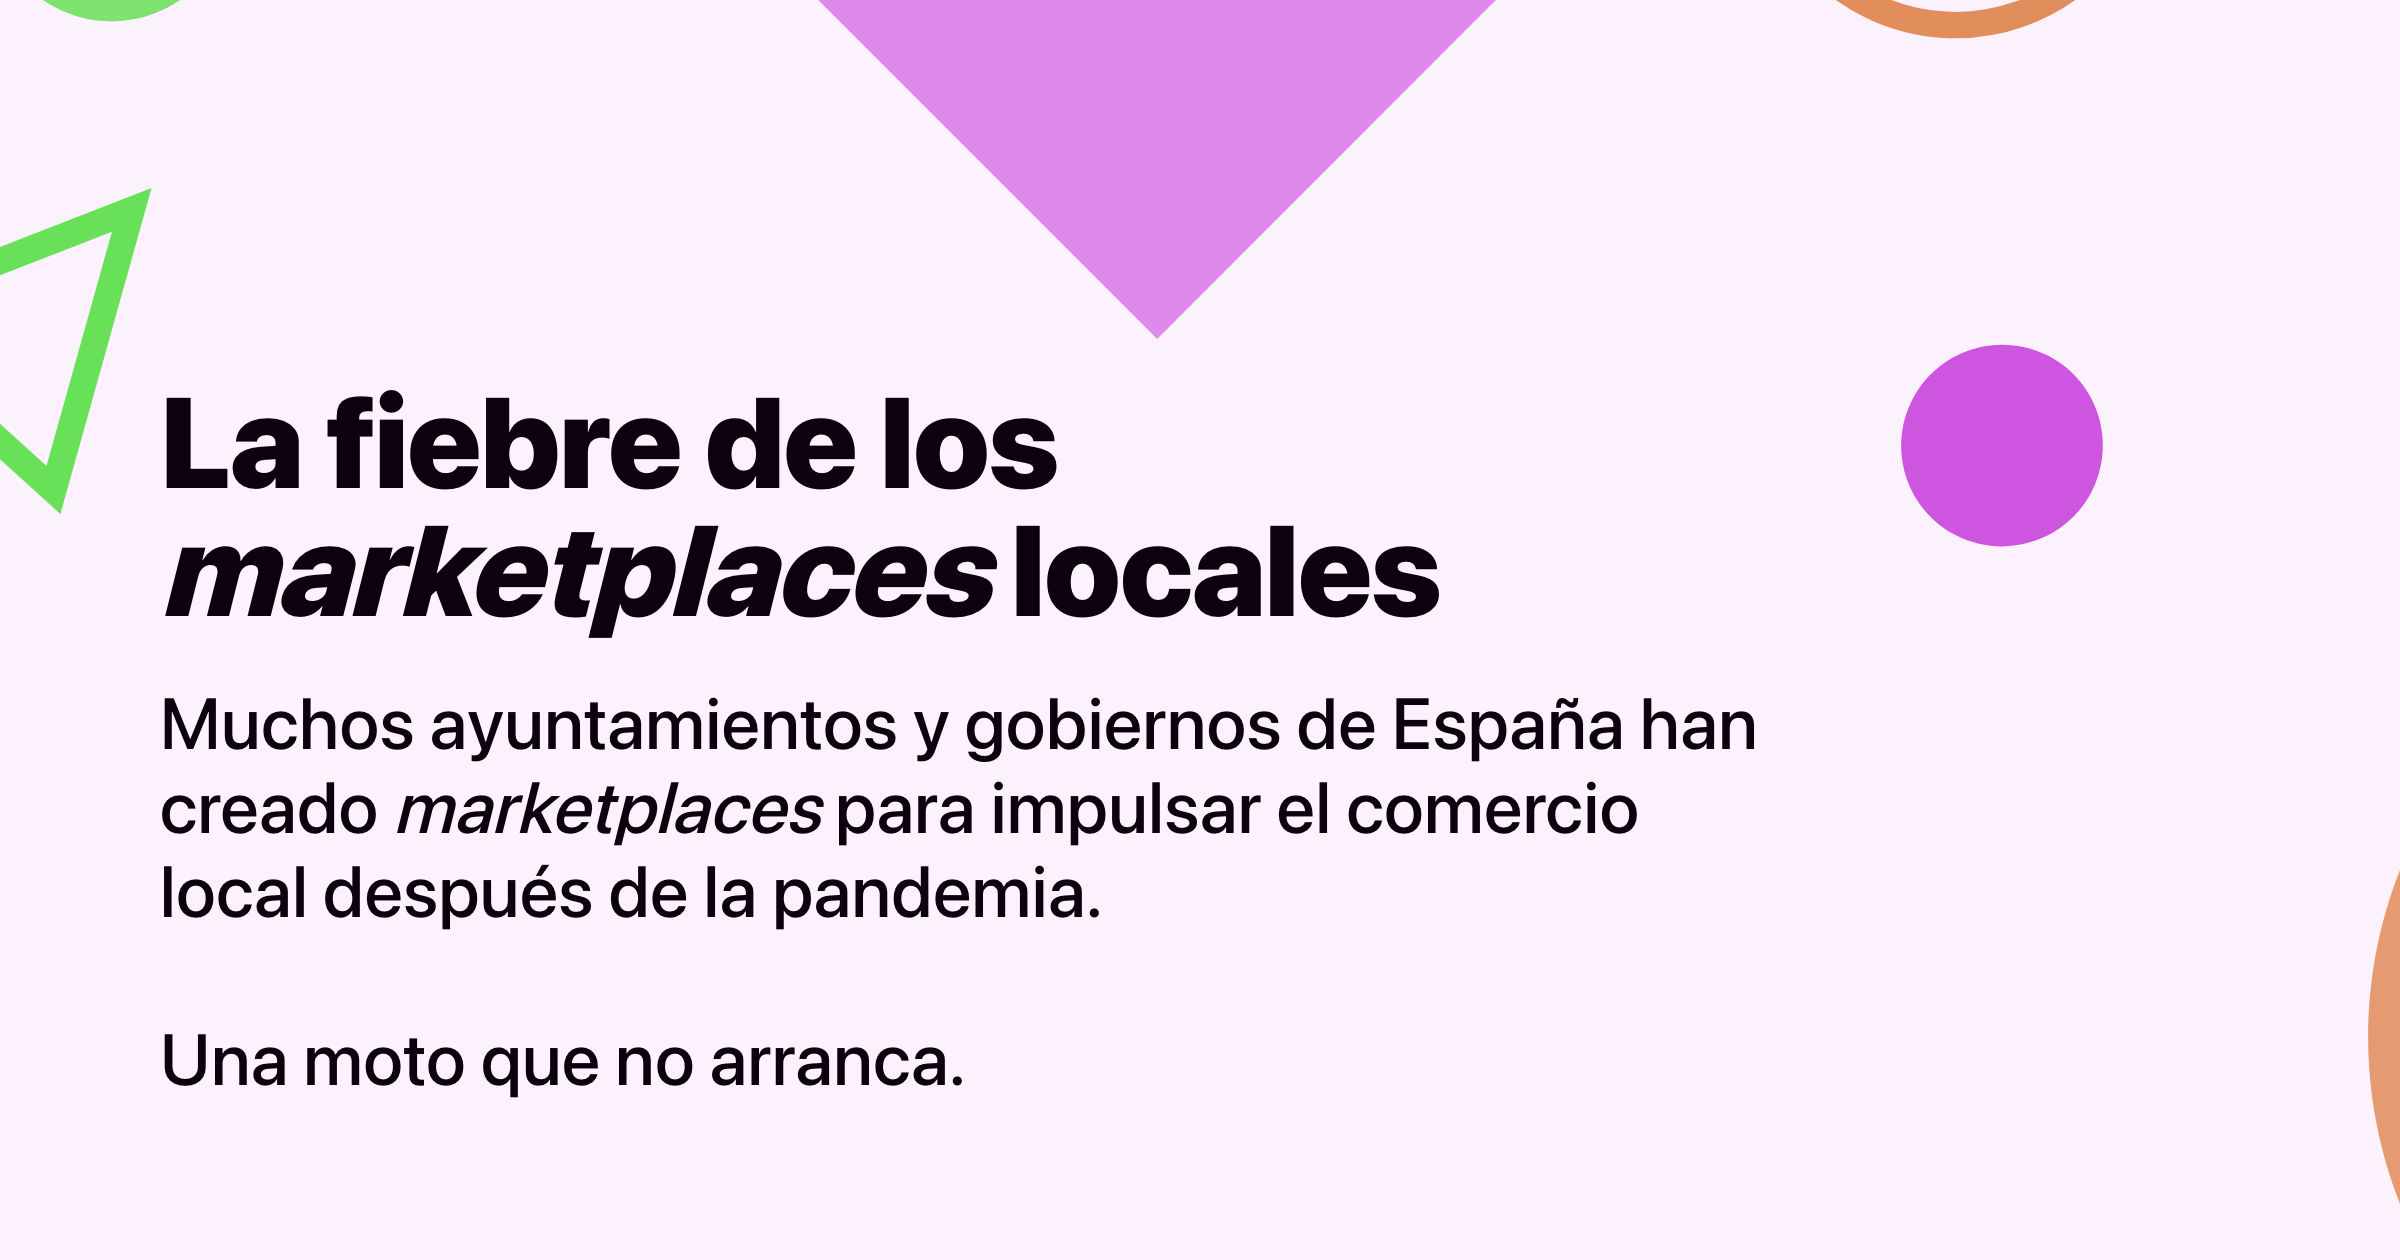 La fiebre de los
marketplaces locales
Muchos ayuntamientos y gobiernos de España han
creado marketplaces para impulsar el comercio
local después de la pandemia.
Una moto que no arranca.